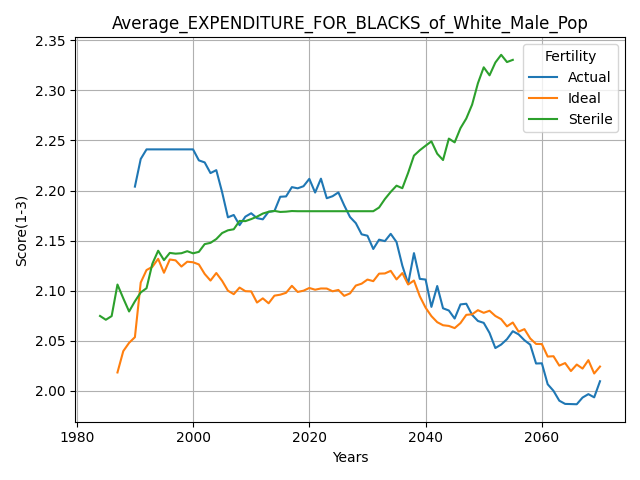 Average_EXPENDITURE_FOR_BLACKS_of_White_Male_Pop
Score(1-3)
2.35
2.30
2.25
2.20
2.15
2.10
2.05
2.00
Fertility
Actual
Ideal
Sterile
1980
2000
2020
2040
2060
Years